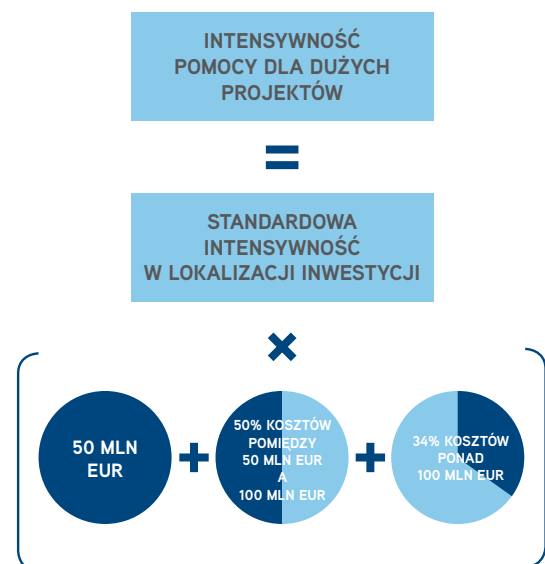 INTENSYWNOŚĆ
POMOCY DLA DUŻYCH
PROJEKTÓW
=
STANDARDOWA
INTENSYWNOŚĆ
W LOKALIZACJI INWESTYCJI
×
50 MLN
EUR
+
50% KOSZTÓW
POMIĘDZY
50 MLN EUR
A
100 MLN EUR
+
34% KOSZTÓW
PONAD
100 MLN EUR